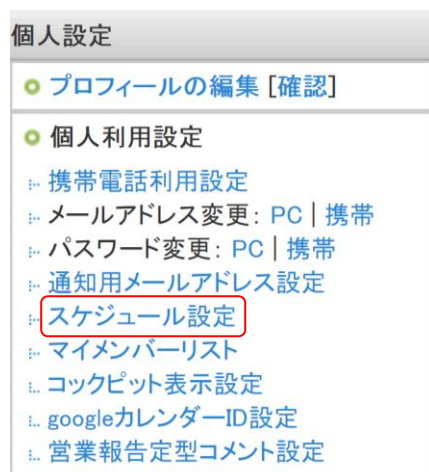 個人設定
プロフィールの編集 [確認]
個人利用設定
携帯電話利用設定
メールアドレス変更: PC | 携帯
パスワード変更: PC | 携帯
通知用メールアドレス設定
スケジュール設定
マイメンバーリスト
コックピット表示設定
googleカレンダーID設定
営業報告定型コメント設定